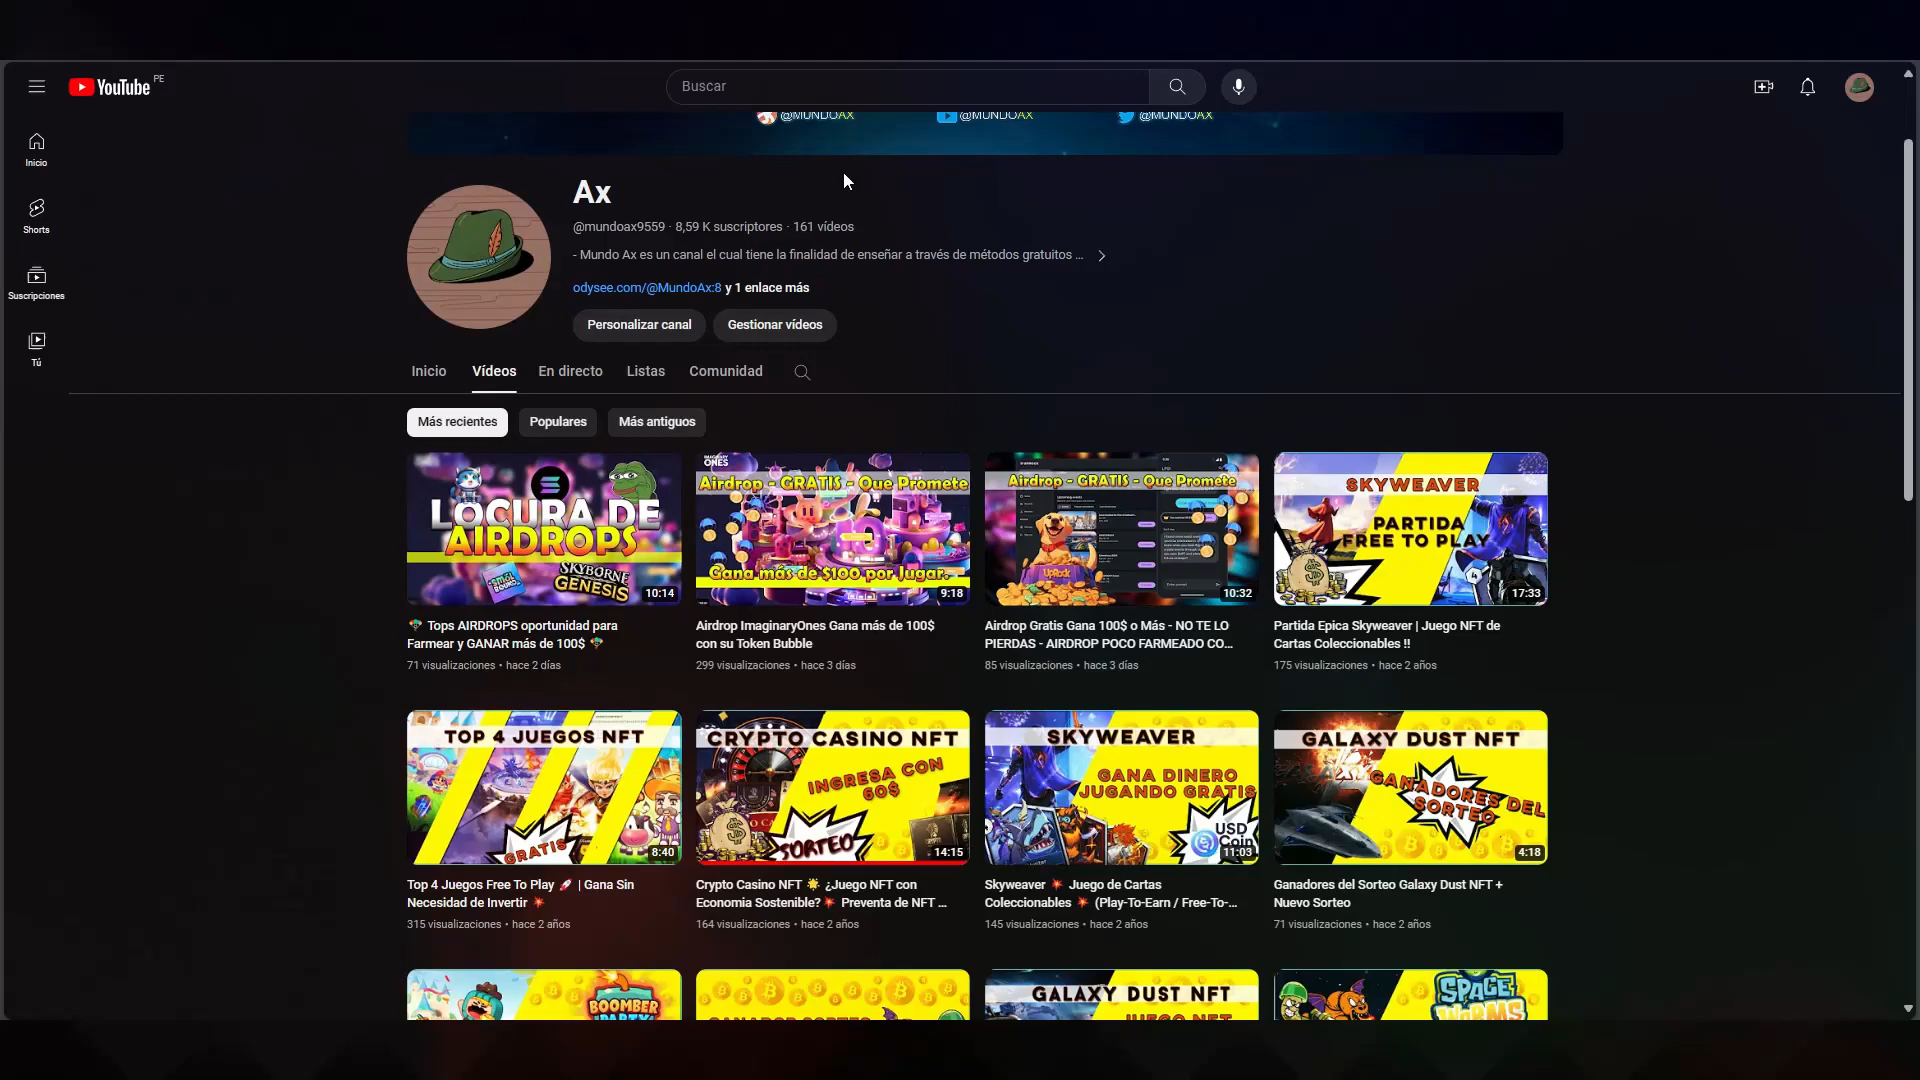 YouTube PE
Buscar
@MUNDOAX @MUNDOAX @MUNDOAX
Inicio
Shorts
Suscripciones
Tú
Ax
@mundoax9559 · 8,59 K suscriptores · 161 vídeos
- Mundo Ax es un canal el cual tiene la finalidad de enseñar a través de métodos gratuitos ...
odysee.com/@MundoAx:8 y 1 enlace más
Personalizar canal Gestionar vídeos
Inicio Vídeos En directo Listas Comunidad
Más recientes Populares Más antiguos
LOCURA DE
AIRDROPS
SKYBORNE
GENESIS
10:14
🪂 Tops AIRDROPS oportunidad para
Farmear y GANAR más de 100$ 🪂
71 visualizaciones • hace 2 días
IMAGINARY
ONES
Airdrop - GRATIS - Que Promete
Gana más de $100 por Jugar.
9:18
Airdrop ImaginaryOnes Gana más de 100$
con su Token Bubble
299 visualizaciones • hace 3 días
Airdrop - GRATIS - Que Promete
UpRock
10:32
Airdrop Gratis Gana 100$ o Más - NO TE LO
PIERDAS - AIRDROP POCO FARMEADO CO...
85 visualizaciones • hace 3 días
SKYWEAVER
PARTIDA
FREE TO PLAY
17:33
Partida Epica Skyweaver | Juego NFT de
Cartas Coleccionables !!
175 visualizaciones • hace 2 años
TOP 4 JUEGOS NFT
GRATIS
8:40
Top 4 Juegos Free To Play 🚀 | Gana Sin
Necesidad de Invertir 💥
315 visualizaciones • hace 2 años
CRYPTO CASINO NFT
INGRESA CON
60$
SORTEO
14:15
Crypto Casino NFT 🌟 ¿Juego NFT con
Economia Sostenible?💥 Preventa de NFT ...
164 visualizaciones • hace 2 años
SKYWEAVER
GANA DINERO
JUGANDO GRATIS
USD
Coin
11:03
Skyweaver 💥 Juego de Cartas
Coleccionables 💥 (Play-To-Earn / Free-To-...
145 visualizaciones • hace 2 años
GALAXY DUST NFT
GANADORES DEL
SORTEO
4:18
Ganadores del Sorteo Galaxy Dust NFT +
Nuevo Sorteo
71 visualizaciones • hace 2 años
BOOMBER
PARTY
GANADOR SORTEO
GALAXY DUST NFT
JUEGO NFT
SPACE
WORMS